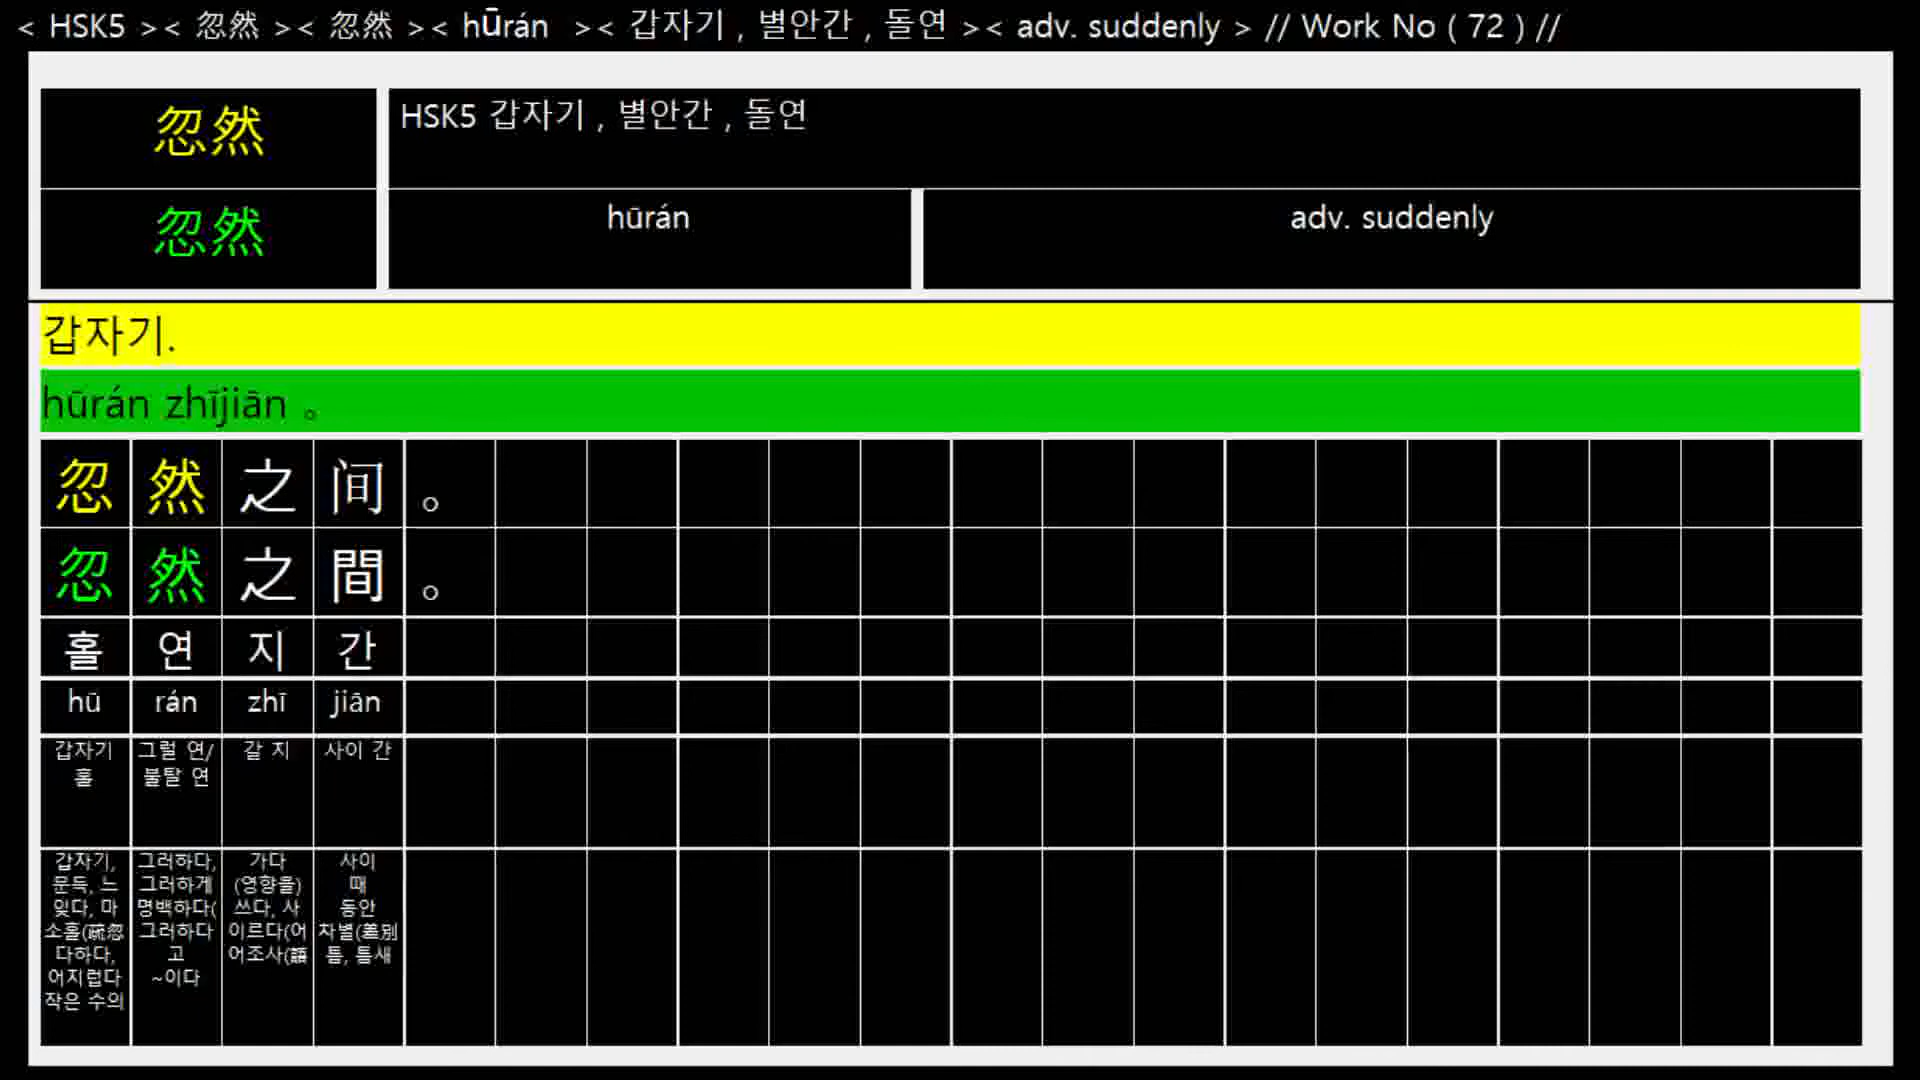 < HSK5 >< 忽然 >< 忽然 >< hūrán >< 갑자기 , 별안간 , 돌연 >< adv. suddenly > // Work No ( 72 ) //
忽然
HSK5 갑자기 , 별안간 , 돌연
忽然
hūrán
adv. suddenly
갑자기.
hūrán zhījiān 。
忽 然 之 间 。
忽 然 之 間 。
홀 연 지 간
hū rán zhī jiān
갑자기 홀
그럴 연/
불탈 연
갈 지
사이 간
갑자기,
문득, 느
잊다, 마
소홀(疏忽
다하다,
어지럽다
작은 수의
그러하다,
그러하게
명백하다(
그러하다
고
~이다
가다
(영향을)
쓰다, 사
이르다(어
어조사(語
사이
때
동안
차별(差別
틈, 틈새